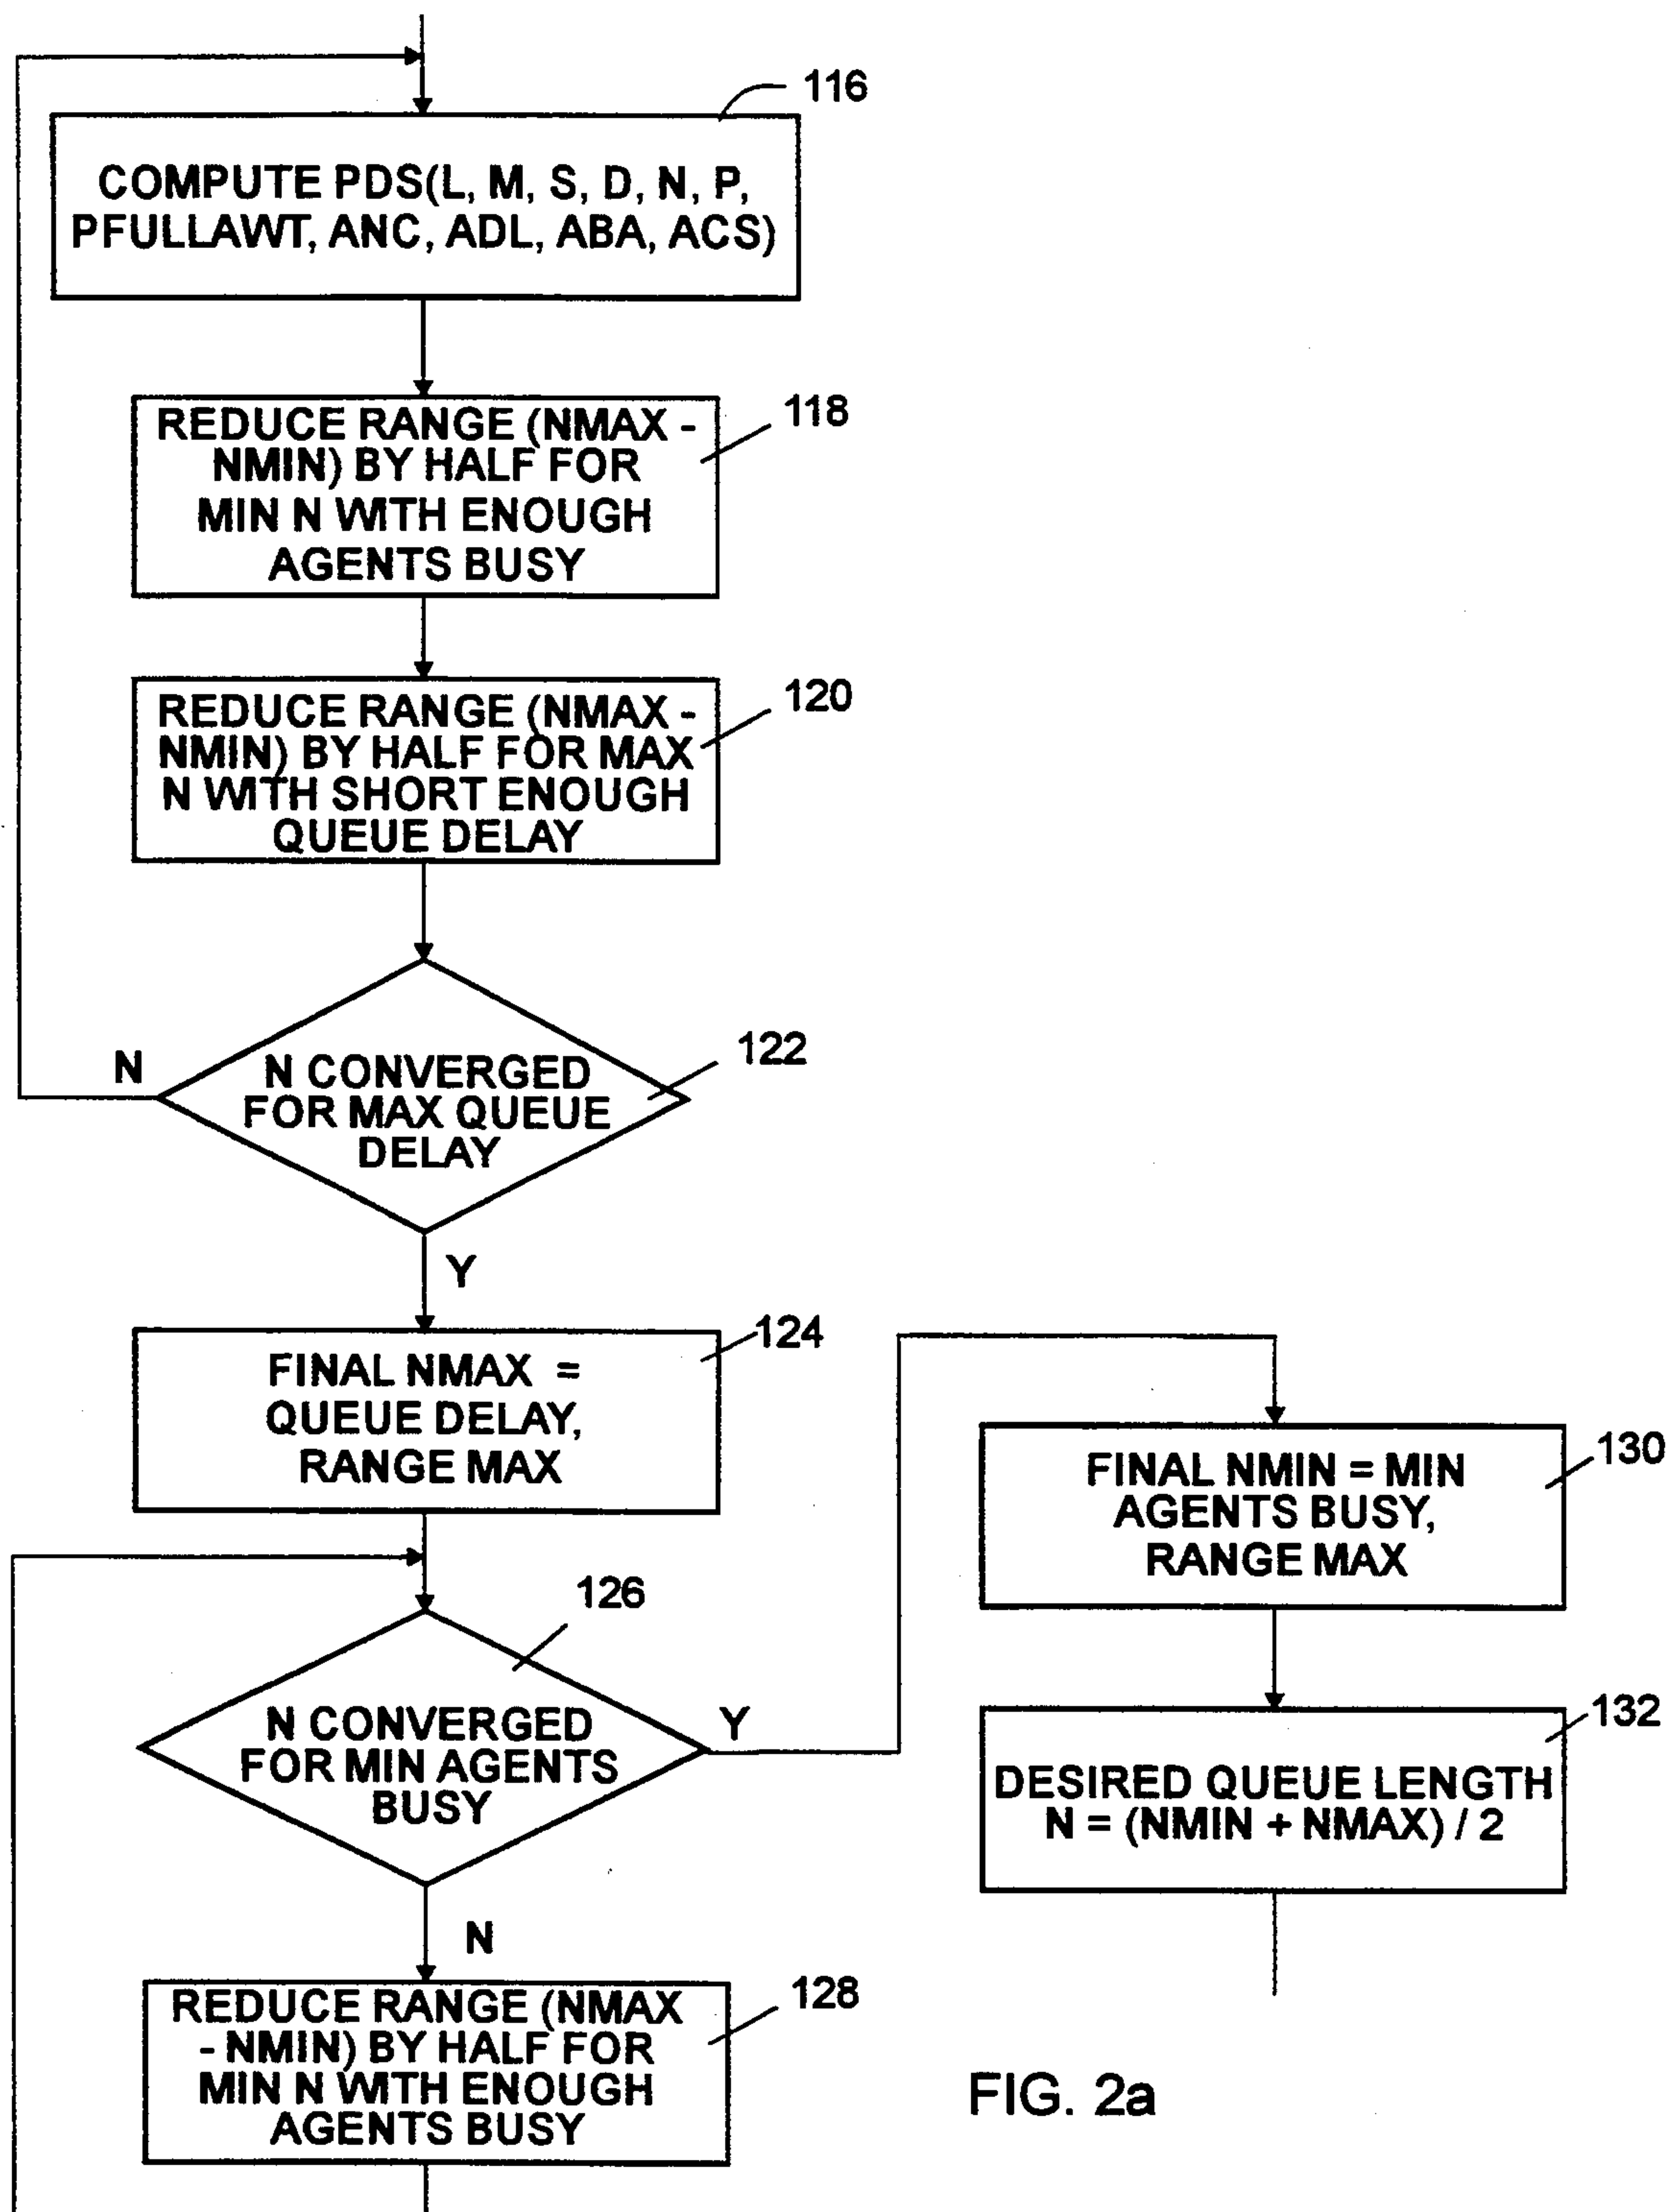 116
COMPUTE PDS(L, M, S, D, N, P,
PFULLAWT, ANC, ADL, ABA, ACS)
118
REDUCE RANGE (NMAX -
NMIN) BY HALF FOR
MIN N WITH ENOUGH
AGENTS BUSY
120
REDUCE RANGE (NMAX -
NMIN) BY HALF FOR MAX
N WITH SHORT ENOUGH
QUEUE DELAY
122
N
N CONVERGED
FOR MAX QUEUE
DELAY
Y
124
FINAL NMAX =
QUEUE DELAY,
RANGE MAX
126
N CONVERGED
FOR MIN AGENTS
BUSY
Y
N
128
REDUCE RANGE (NMAX
- NMIN) BY HALF FOR
MIN N WITH ENOUGH
AGENTS BUSY
130
FINAL NMIN = MIN
AGENTS BUSY,
RANGE MAX
132
DESIRED QUEUE LENGTH
N = (NMIN + NMAX) / 2
FIG. 2a